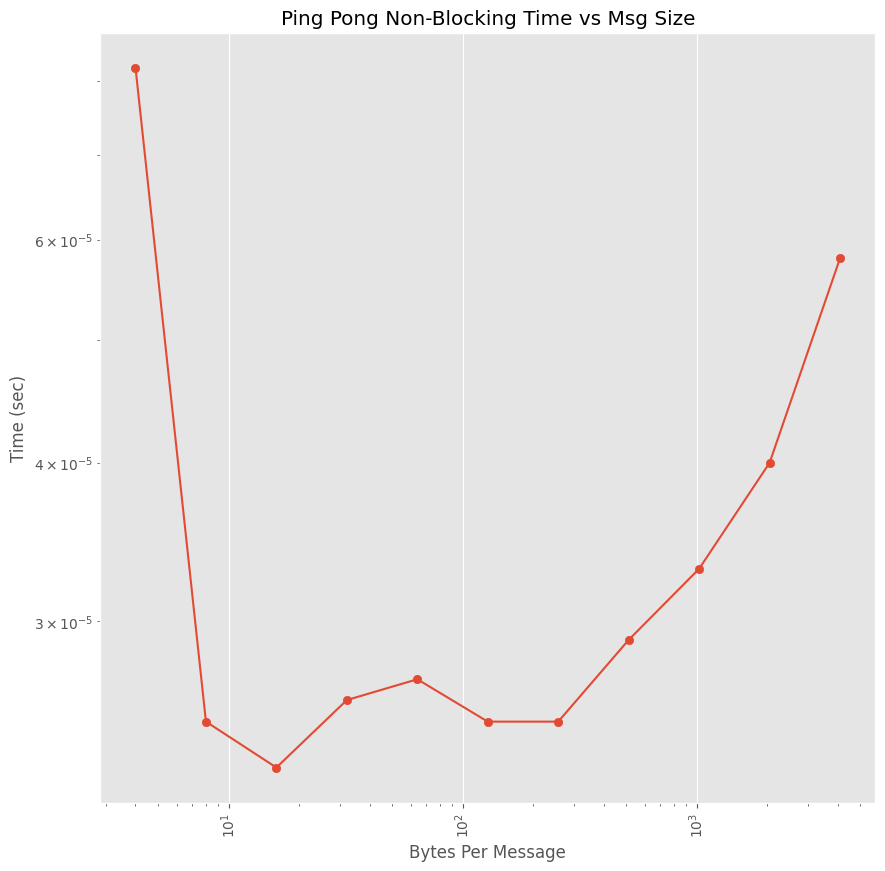 Ping Pong Non-Blocking Time vs Msg Size
6 × 10⁻⁵
4 × 10⁻⁵
3 × 10⁻⁵
Time (sec)
10¹
10²
10³
Bytes Per Message